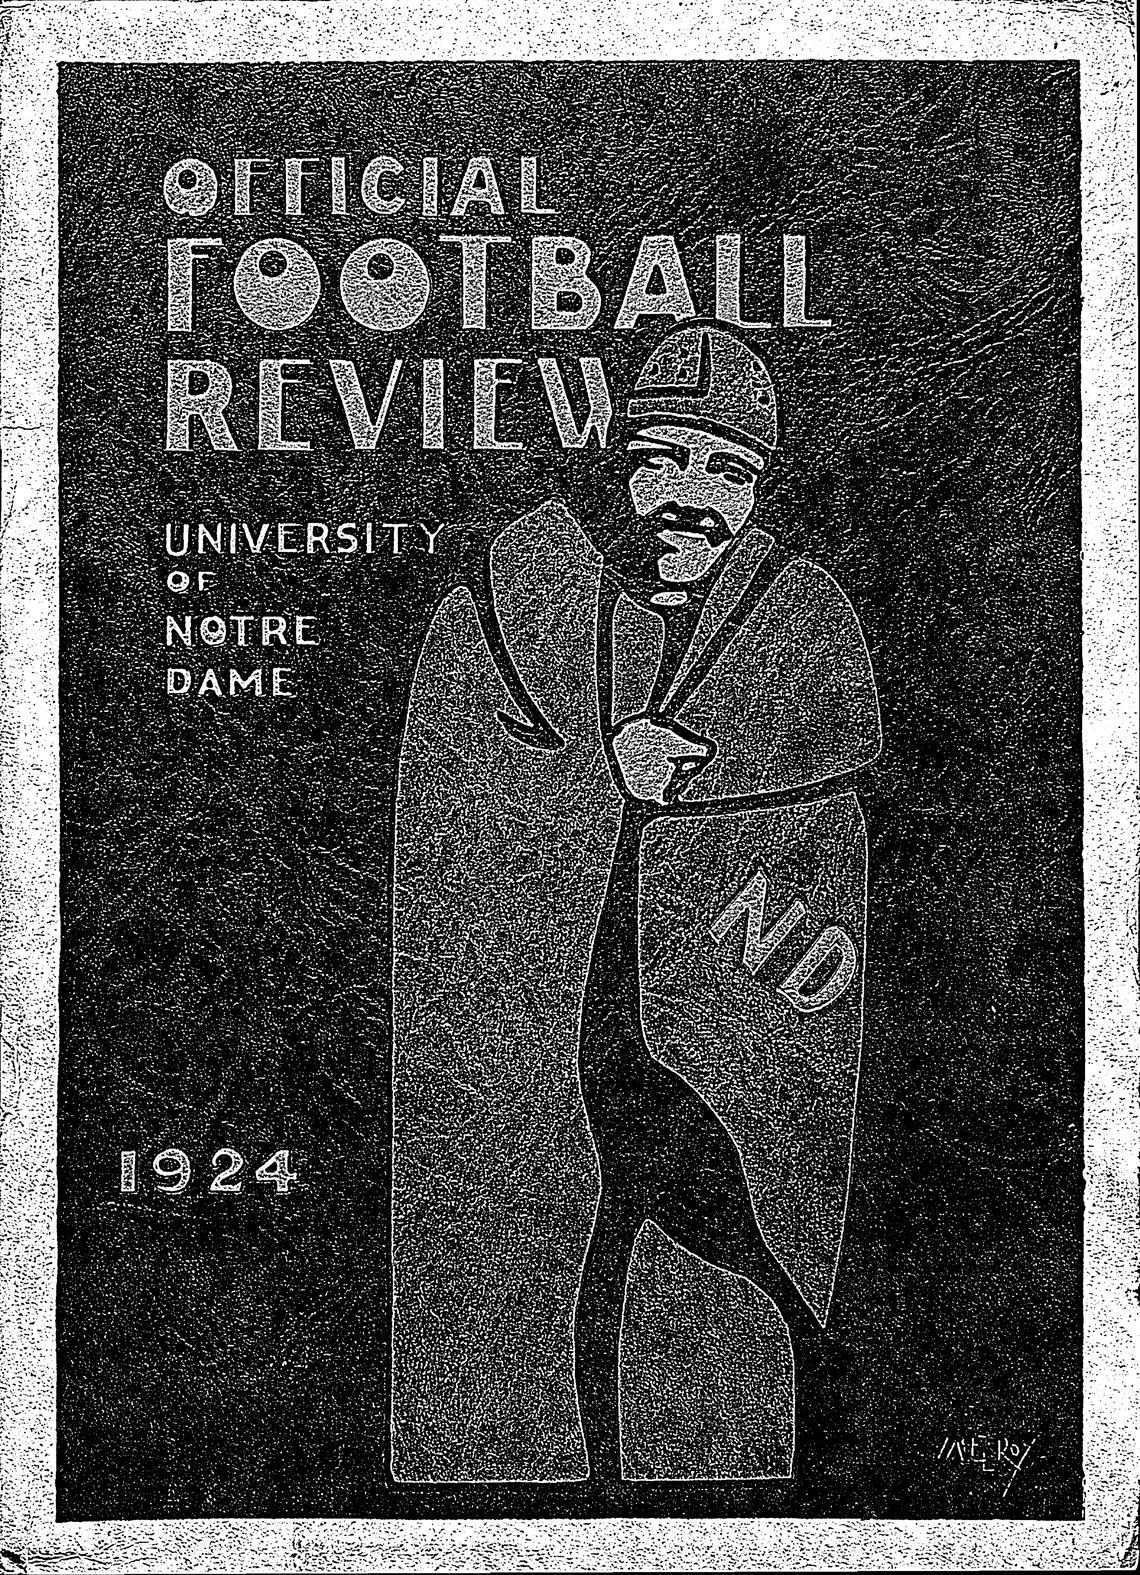 OFFICIAL
FOOTBALL
REVIEW
UNIVERSITY
OF
NOTRE
DAME
ND
1924
McELROY